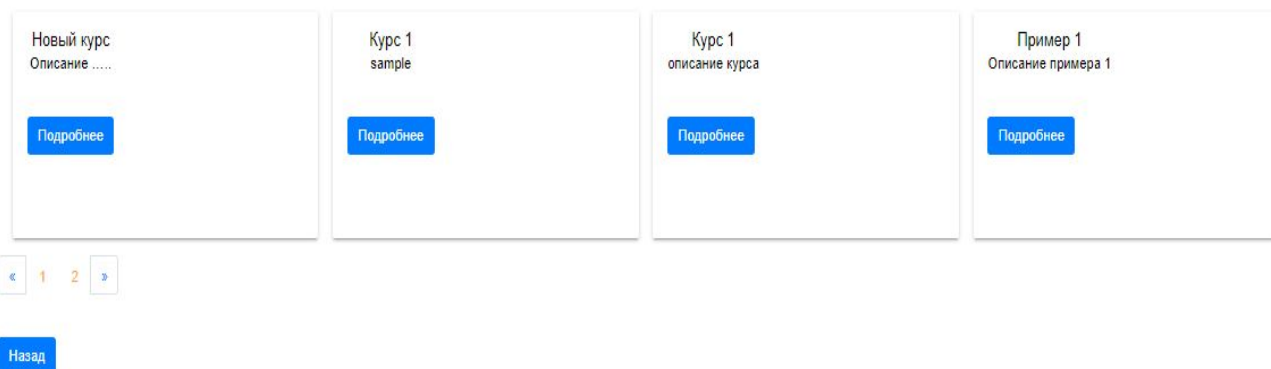 Новый курс
Описание .....
Подробнее
Курс 1
sample
Подробнее
Курс 1
описание курса
Подробнее
Пример 1
Описание примера 1
Подробнее
« 1 2 »
Назад